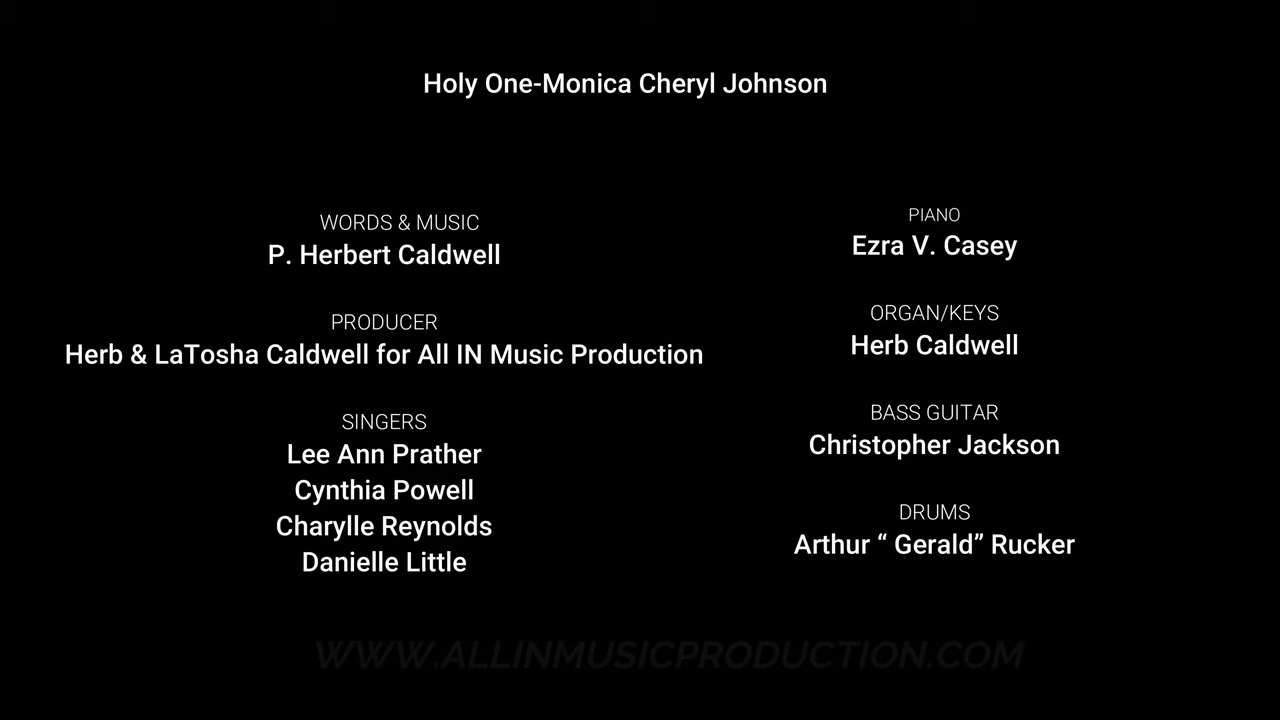 Holy One-Monica Cheryl Johnson
WORDS & MUSIC
P. Herbert Caldwell
PRODUCER
Herb & LaTosha Caldwell for All IN Music Production
SINGERS
Lee Ann Prather
Cynthia Powell
Charylle Reynolds
Danielle Little
PIANO
Ezra V. Casey
ORGAN/KEYS
Herb Caldwell
BASS GUITAR
Christopher Jackson
DRUMS
Arthur “ Gerald” Rucker
WWW.ALLINMUSICPRODUCTION.COM